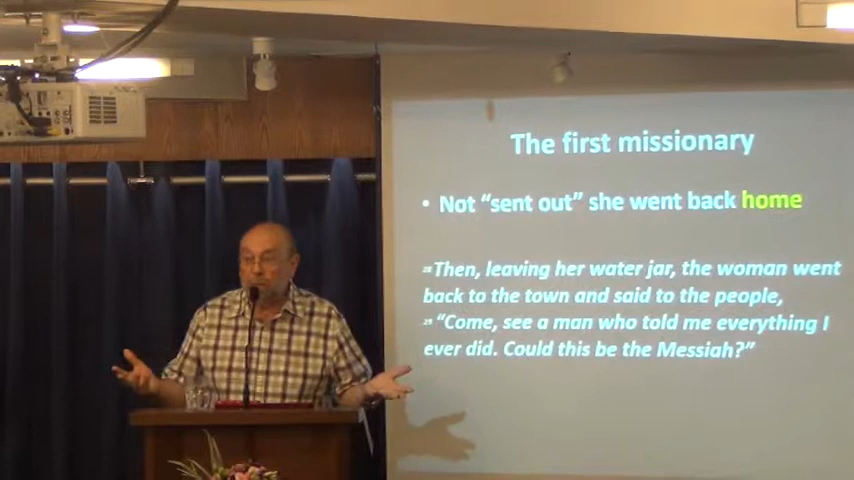 The first missionary
• Not “sent out” she went back home
28 Then, leaving her water jar, the woman went
back to the town and said to the people,
29 “Come, see a man who told me everything I
ever did. Could this be the Messiah?”